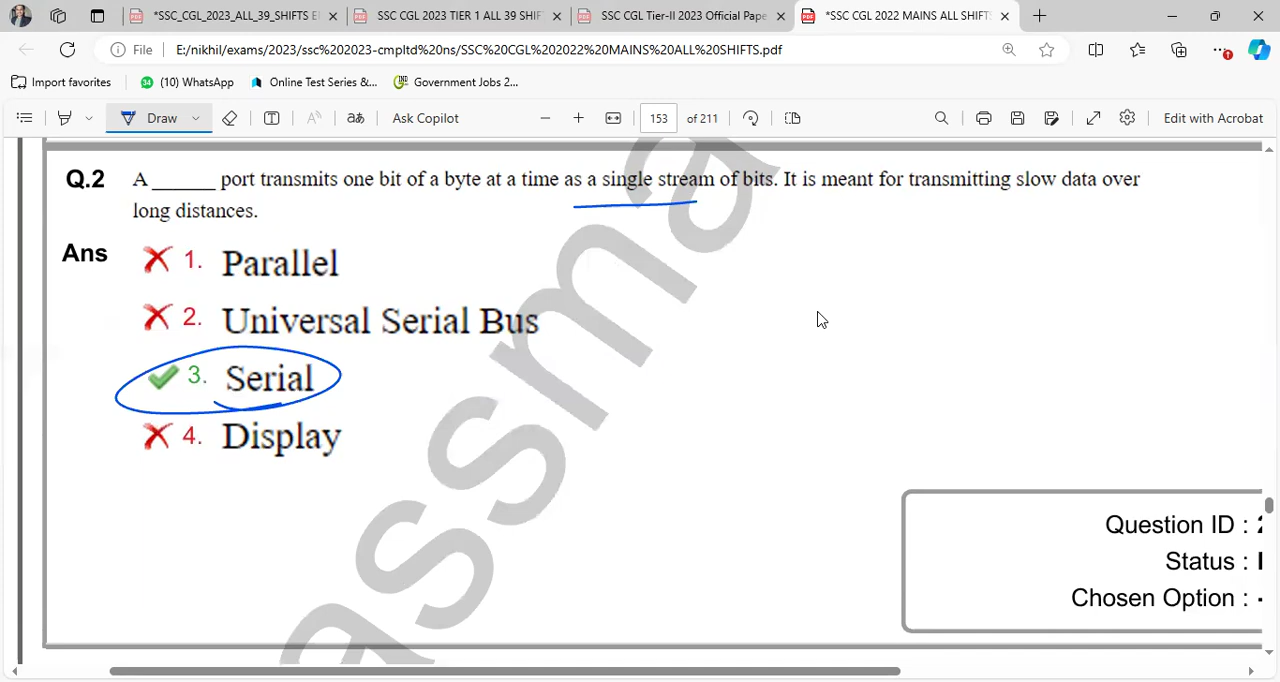 *SSC_CGL_2023_ALL_39_SHIFTS E
SSC CGL 2023 TIER 1 ALL 39 SHIF
SSC CGL Tier-II 2023 Official Pape
*SSC CGL 2022 MAINS ALL SHIFTS
File
E:/nikhil/exams/2023/ssc%202023-cmpltd%20ns/SSC%20CGL%202022%20MAINS%20ALL%20SHIFTS.pdf
Import favorites
34 (10) WhatsApp
Online Test Series &...
Government Jobs 2...
Draw
Ask Copilot
153 of 211
Edit with Acrobat
Q.2 A ______ port transmits one bit of a byte at a time as a single stream of bits. It is meant for transmitting slow data over
long distances.
Ans
1. Parallel
2. Universal Serial Bus
3. Serial
4. Display
Question ID :
Status :
Chosen Option :
assma